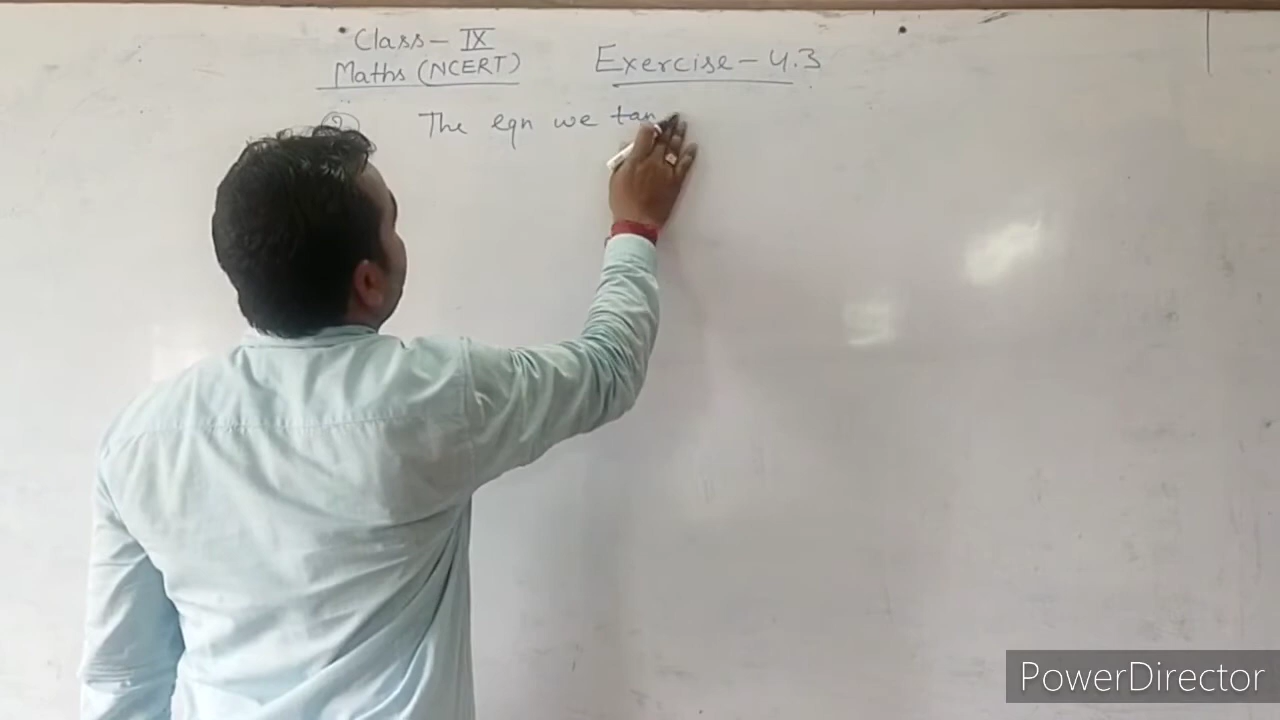 Class - IX
Maths (NCERT)
Exercise - 4.3
The eqn we
PowerDirector